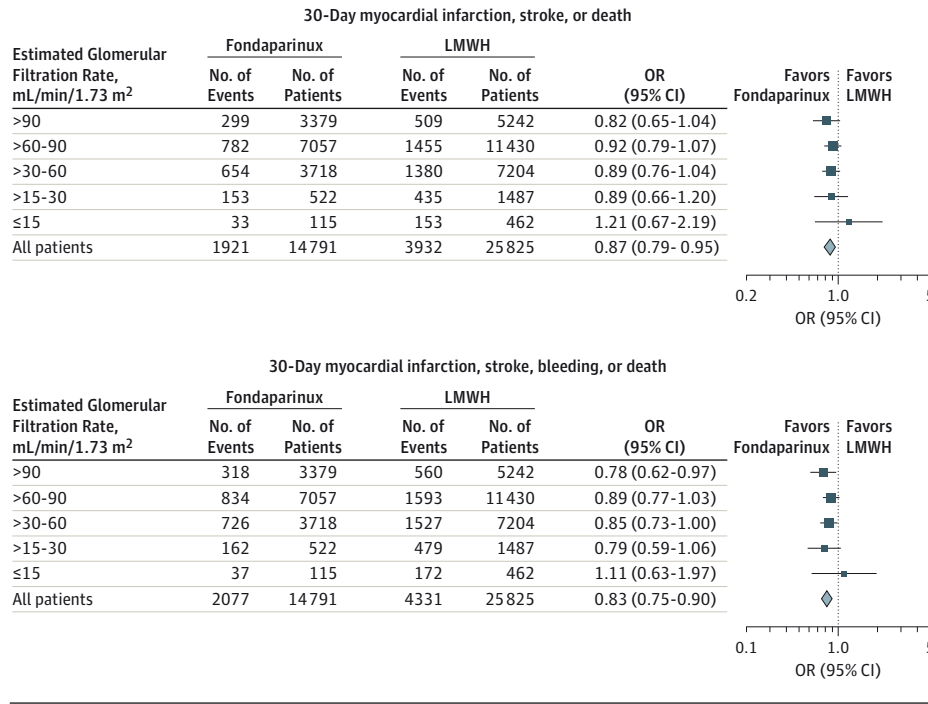 30-Day myocardial infarction, stroke, or death
Estimated Glomerular Filtration Rate, mL/min/1.73 m2
Fondaparinux LMWH
No. of Events No. of Patients No. of Events No. of Patients OR (95% CI) Favors Fondaparinux Favors LMWH
>90 299 3379 509 5242 0.82 (0.65-1.04)
>60-90 782 7057 1455 11430 0.92 (0.79-1.07)
>30-60 654 3718 1380 7204 0.89 (0.76-1.04)
>15-30 153 522 435 1487 0.89 (0.66-1.20)
≤15 33 115 153 462 1.21 (0.67-2.19)
All patients 1921 14791 3932 25825 0.87 (0.79- 0.95)
0.2 1.0
OR (95% CI)
30-Day myocardial infarction, stroke, bleeding, or death
Estimated Glomerular Filtration Rate, mL/min/1.73 m2
Fondaparinux LMWH
No. of Events No. of Patients No. of Events No. of Patients OR (95% CI) Favors Fondaparinux Favors LMWH
>90 318 3379 560 5242 0.78 (0.62-0.97)
>60-90 834 7057 1593 11430 0.89 (0.77-1.03)
>30-60 726 3718 1527 7204 0.85 (0.73-1.00)
>15-30 162 522 479 1487 0.79 (0.59-1.06)
≤15 37 115 172 462 1.11 (0.63-1.97)
All patients 2077 14791 4331 25825 0.83 (0.75-0.90)
0.1 1.0
OR (95% CI)